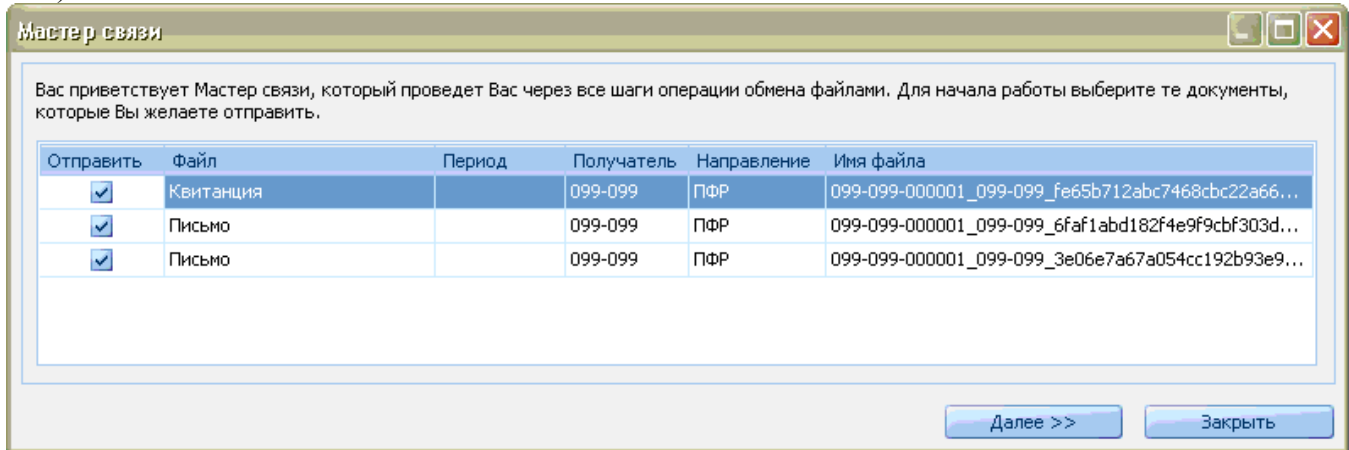 Мастер связи
Вас приветствует Мастер связи, который проведет Вас через все шаги операции обмена файлами. Для начала работы выберите те документы,
которые Вы желаете отправить.
Отправить Файл Период Получатель Направление Имя файла
Квитанция 099-099 ПФР 099-099-000001_099-099_fe65b712abc7468cbc22a66...
Письмо 099-099 ПФР 099-099-000001_099-099_6faf1abd182f4e9f9cbf303d...
Письмо 099-099 ПФР 099-099-000001_099-099_3e06e7a67a054cc192b93e9...
Далее >> Закрыть